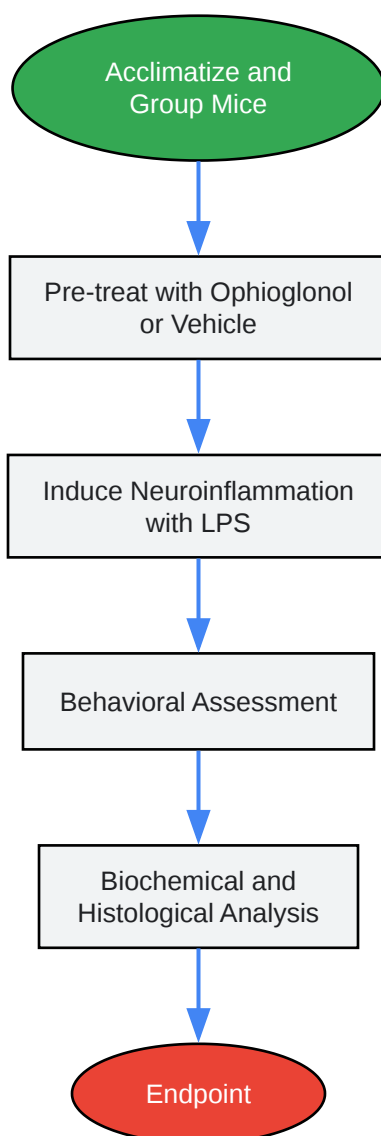 Acclimatize and
Group Mice
Pre-treat with Ophioglonol
or Vehicle
Induce Neuroinflammation
with LPS
Behavioral Assessment
Biochemical and
Histological Analysis
Endpoint